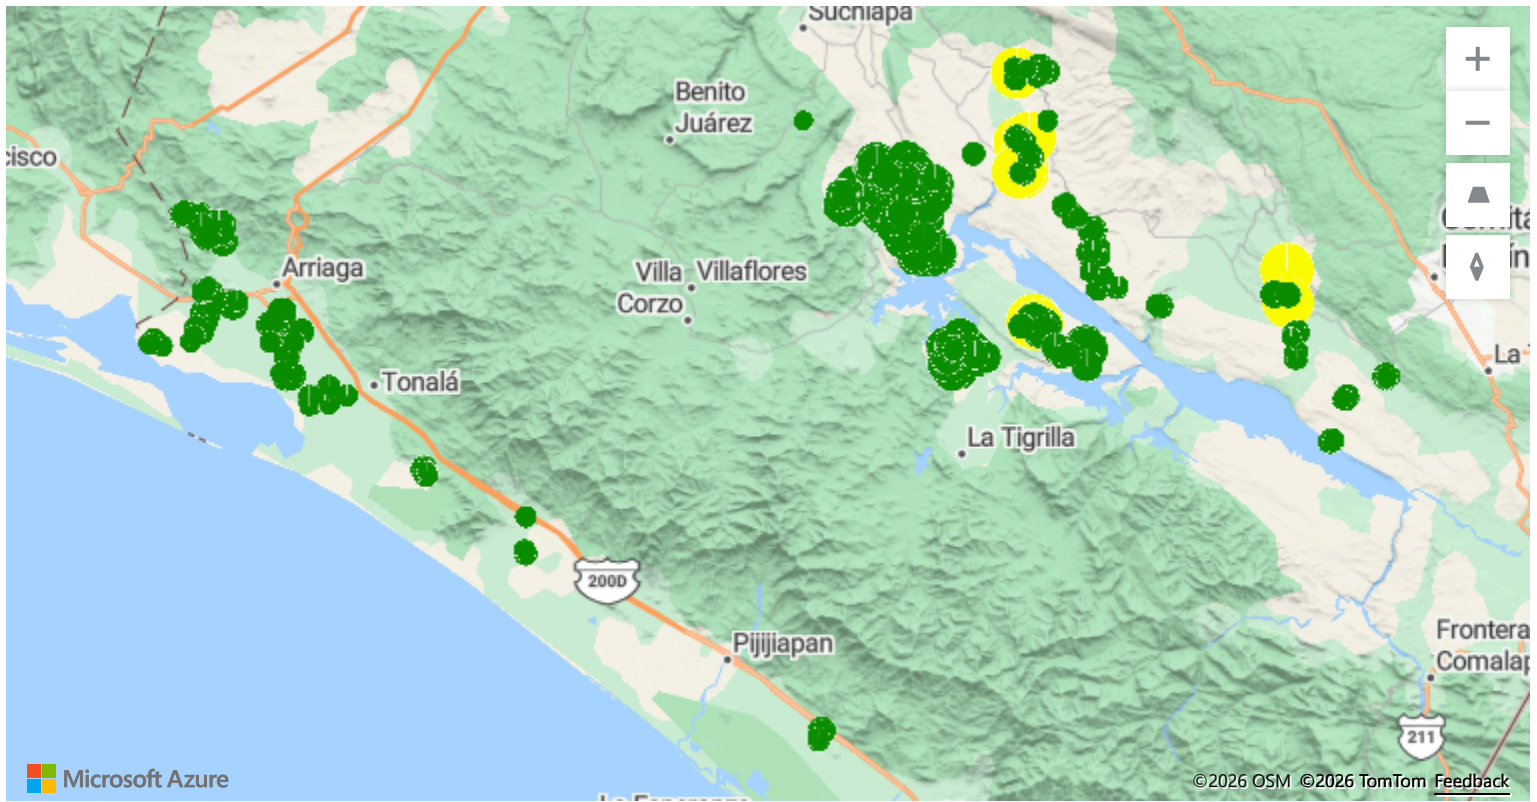 Suchiapa
Benito
Juárez
cisco
Arriaga
Villa
Corzo
Villaflores
Tonalá
La Tigrilla
La
200D
Pijijiapan
Frontera
Comalap
211
Microsoft Azure
©2026 OSM ©2026 TomTom Feedback